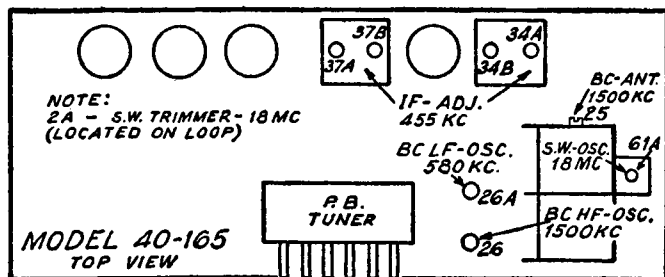 37B
37A
34A
34B
IF-ADJ.
455 KC
NOTE:
2A - S.W. TRIMMER - 18 MC
(LOCATED ON LOOP)
BC-ANT.
1500 KC
25
61A
S.W.-OSC.
18 MC
BC LF-OSC.
580 KC.
26A
P.B.
TUNER
BC HF-OSC.
1500KC
26
MODEL 40-165
TOP VIEW